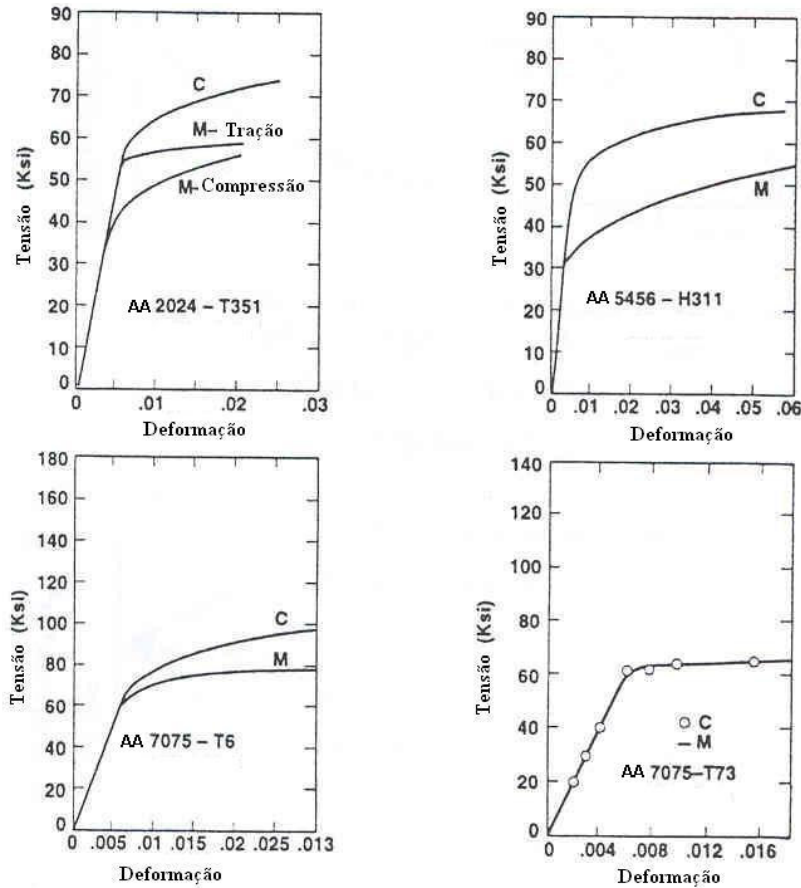 90
80
70
60
50
40
30
20
10
0
Tensão (Ksi)
C
M– Tração
M-Compressão
AA 2024 – T351
0 .01 .02 .03
Deformação
90
80
70
60
50
40
30
20
10
0
Tensão (Ksi)
C
M
AA 5456 – H311
0 .01 .02 .03 .04 .05 .06
Deformação
180
160
140
120
100
80
60
40
20
0
Tensão (Ksi)
C
M
AA 7075 – T6
0 .005 .01 .015 .02 .025 .013
Deformação
140
120
100
80
60
40
20
0
Tensão (Ksi)
C
– M
AA 7075–T73
0 .004 .008 .012 .016
Deformação